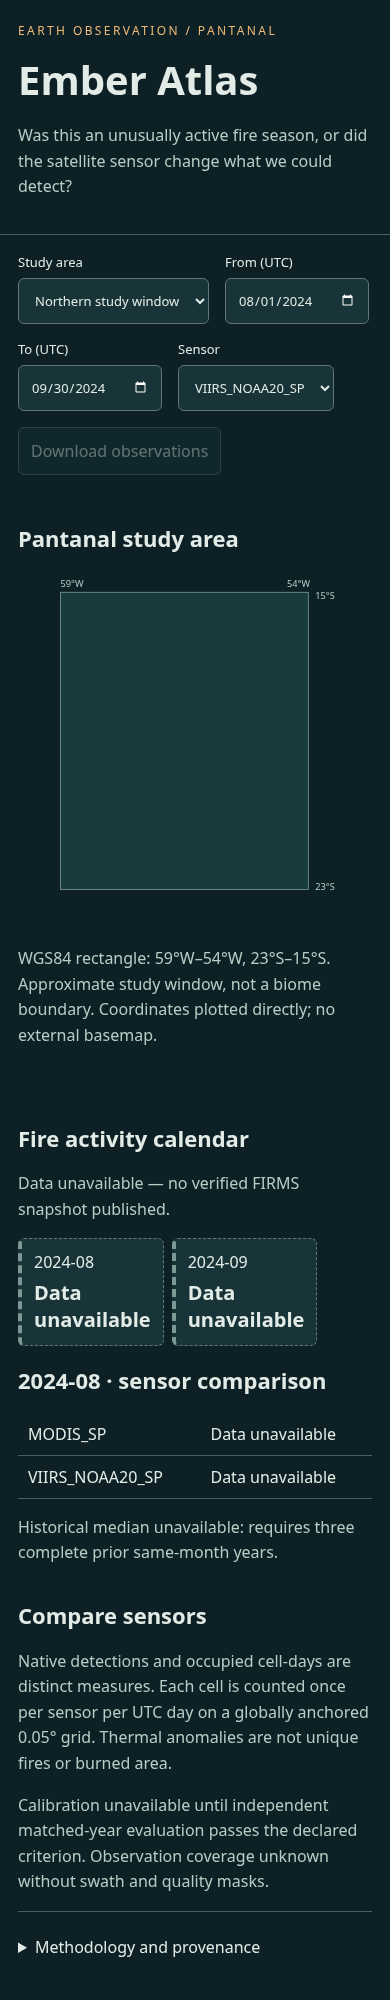 EARTH OBSERVATION / PANTANAL
Ember Atlas
Was this an unusually active fire season, or did
the satellite sensor change what we could
detect?
Study area
From (UTC)
Northern study window
08/01/2024
To (UTC)
Sensor
09/30/2024
VIIRS_NOAA20_SP
Download observations
Pantanal study area
59°W
54°W
15°S
23°S
WGS84 rectangle: 59°W–54°W, 23°S–15°S.
Approximate study window, not a biome
boundary. Coordinates plotted directly; no
external basemap.
Fire activity calendar
Data unavailable — no verified FIRMS
snapshot published.
2024-08
Data
unavailable
2024-09
Data
unavailable
2024-08 · sensor comparison
MODIS_SP Data unavailable
VIIRS_NOAA20_SP Data unavailable
Historical median unavailable: requires three
complete prior same-month years.
Compare sensors
Native detections and occupied cell-days are
distinct measures. Each cell is counted once
per sensor per UTC day on a globally anchored
0.05° grid. Thermal anomalies are not unique
fires or burned area.
Calibration unavailable until independent
matched-year evaluation passes the declared
criterion. Observation coverage unknown
without swath and quality masks.
Methodology and provenance